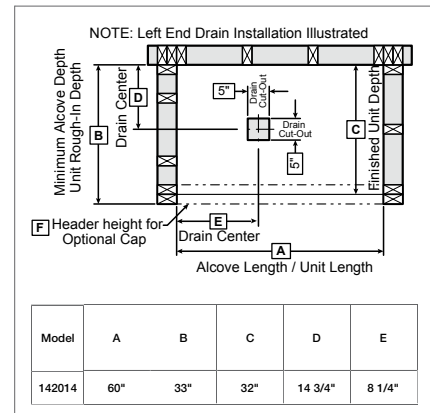 NOTE: Left End Drain Installation Illustrated
Minimum Alcove Depth
Unit Rough-In Depth
B
D
Drain Center
5"
Drain
Cut-Out
Drain
Cut-Out
5"
C
Finished Unit Depth
E
F Header height for
Optional Cap
Drain Center
A
Alcove Length / Unit Length
Model A B C D E
142014 60" 33" 32" 14 3/4" 8 1/4"